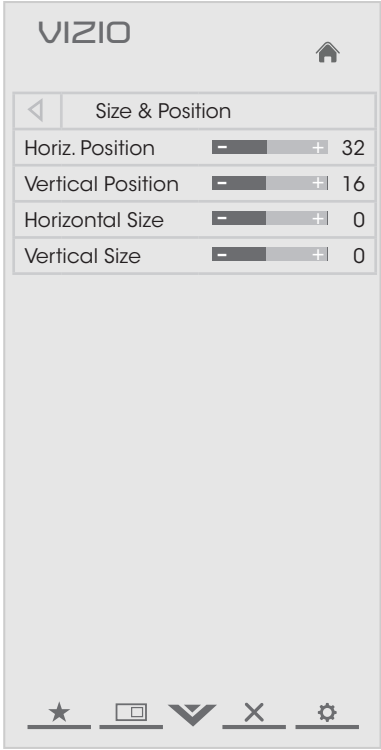 VIZIO
Size & Position
Horiz. Position - + 32
Vertical Position - + 16
Horizontal Size - + 0
Vertical Size - + 0